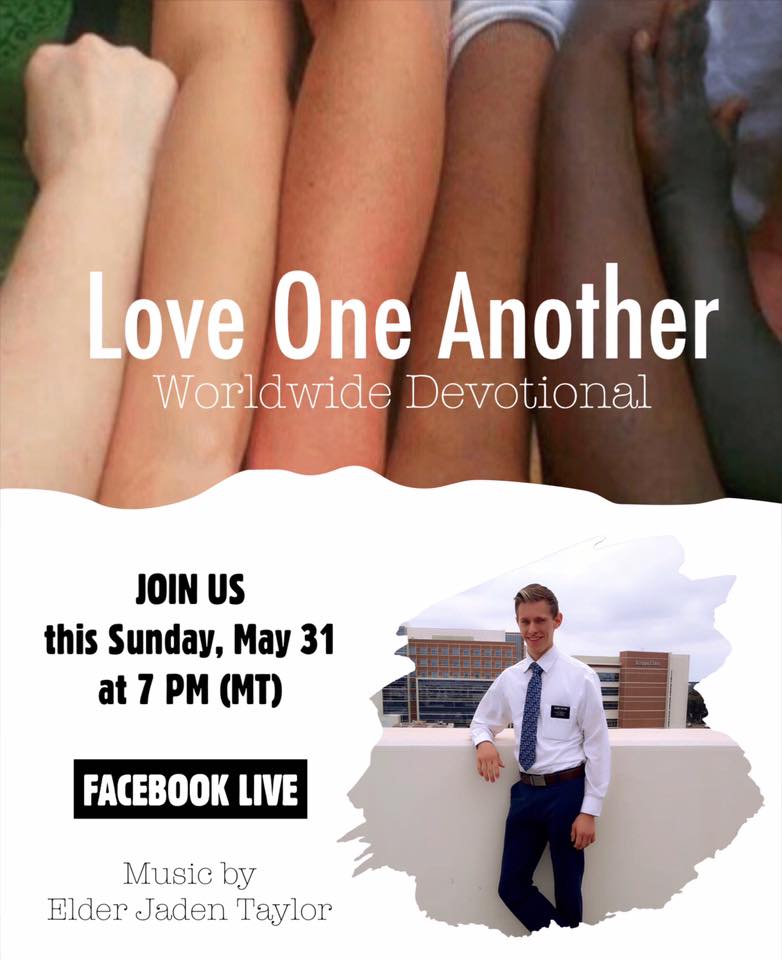 Love One Another
Worldwide Devotional
JOIN US
this Sunday, May 31
at 7 PM (MT)
FACEBOOK LIVE
Music by
Elder Jaden Taylor